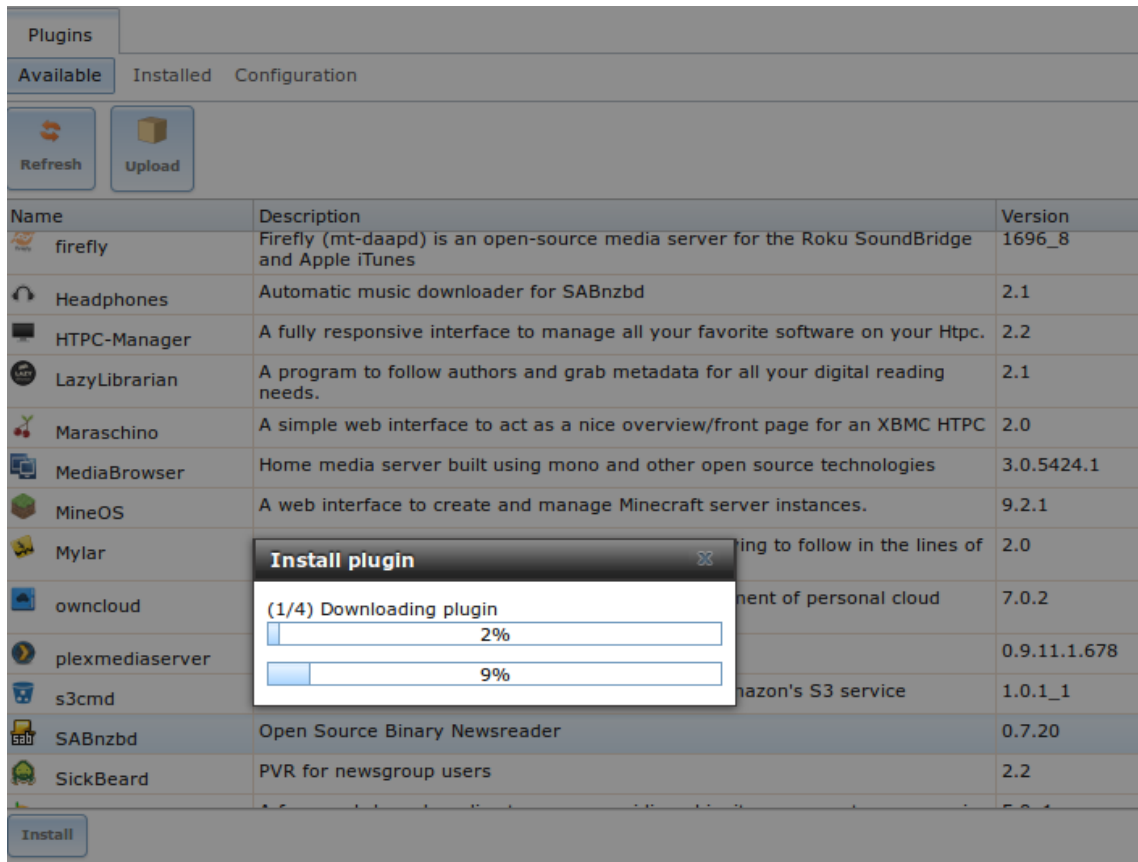 Plugins
Available Installed Configuration
Refresh Upload
Name Description Version
firefly Firefly (mt-daapd) is an open-source media server for the Roku SoundBridge 1696_8
and Apple iTunes
Headphones Automatic music downloader for SABnzbd 2.1
HTPC-Manager A fully responsive interface to manage all your favorite software on your Htpc. 2.2
LazyLibrarian A program to follow authors and grab metadata for all your digital reading 2.1
needs.
Maraschino A simple web interface to act as a nice overview/front page for an XBMC HTPC 2.0
MediaBrowser Home media server built using mono and other open source technologies 3.0.5424.1
MineOS A web interface to create and manage Minecraft server instances. 9.2.1
Mylar to follow in the lines of 2.0
Install plugin
owncloud of personal cloud 7.0.2
(1/4) Downloading plugin
2%
plexmediaserver 0.9.11.1.678
9%
s3cmd S3 service 1.0.1_1
SABnzbd Open Source Binary Newsreader 0.7.20
SickBeard PVR for newsgroup users 2.2
Install